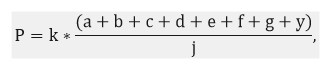 P = k * (a + b + c + d + e + f + g + y) / j,